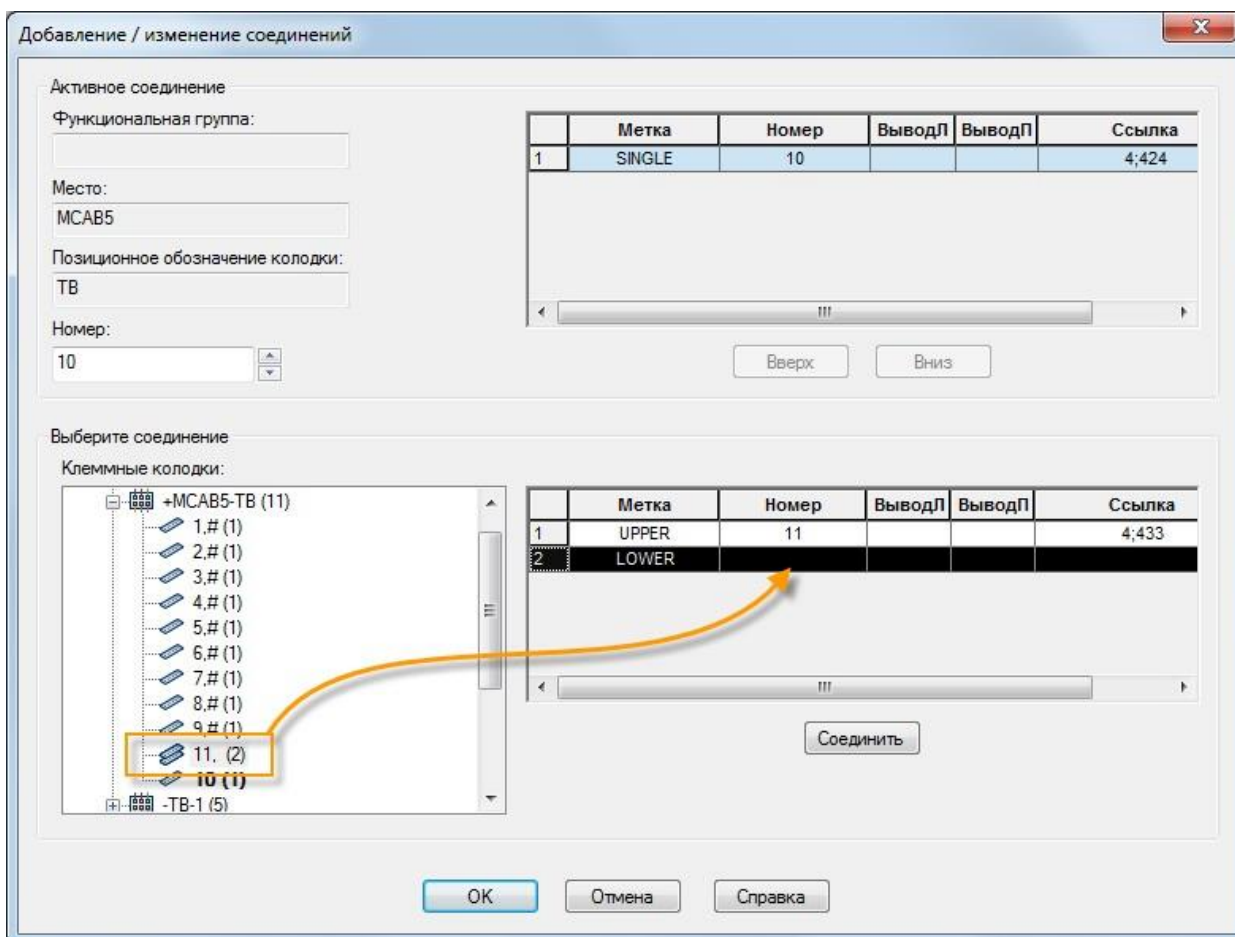 Добавление / изменение соединений
Активное соединение
Функциональная группа:
Место:
MCAB5
Позиционное обозначение колодки:
TB
Номер:
10
Метка Номер ВыводЛ ВыводП Ссылка
1 SINGLE 10 4;424
Вверх Вниз
Выберите соединение
Клеммные колодки:
+MCAB5-TB (11)
1,# (1)
2,# (1)
3,# (1)
4,# (1)
5,# (1)
6,# (1)
7,# (1)
8,# (1)
9,# (1)
11, (2)
10 (1)
-TB-1 (5)
Метка Номер ВыводЛ ВыводП Ссылка
1 UPPER 11 4;433
2 LOWER
Соединить
OK Отмена Справка